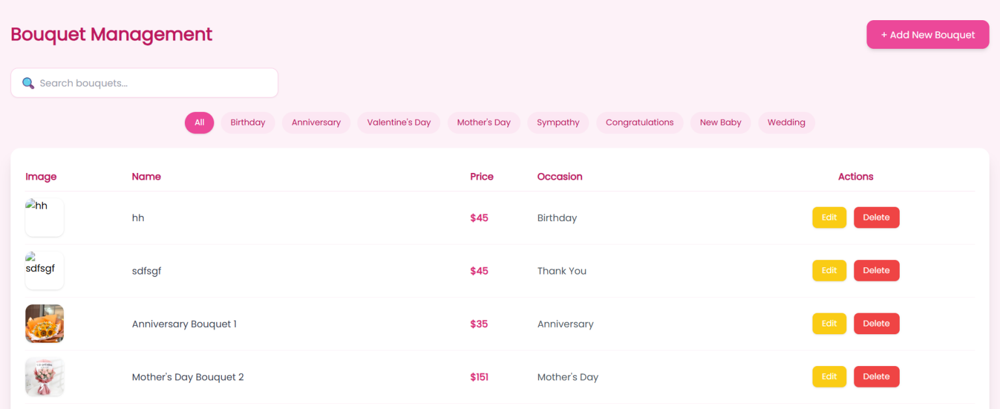 Bouquet Management
+ Add New Bouquet
Search bouquets...
All Birthday Anniversary Valentine's Day Mother's Day Sympathy Congratulations New Baby Wedding
Image Name Price Occasion Actions
hh hh $45 Birthday Edit Delete
sdfsgf sdfsgf $45 Thank You Edit Delete
Anniversary Bouquet 1 $35 Anniversary Edit Delete
Mother's Day Bouquet 2 $151 Mother's Day Edit Delete